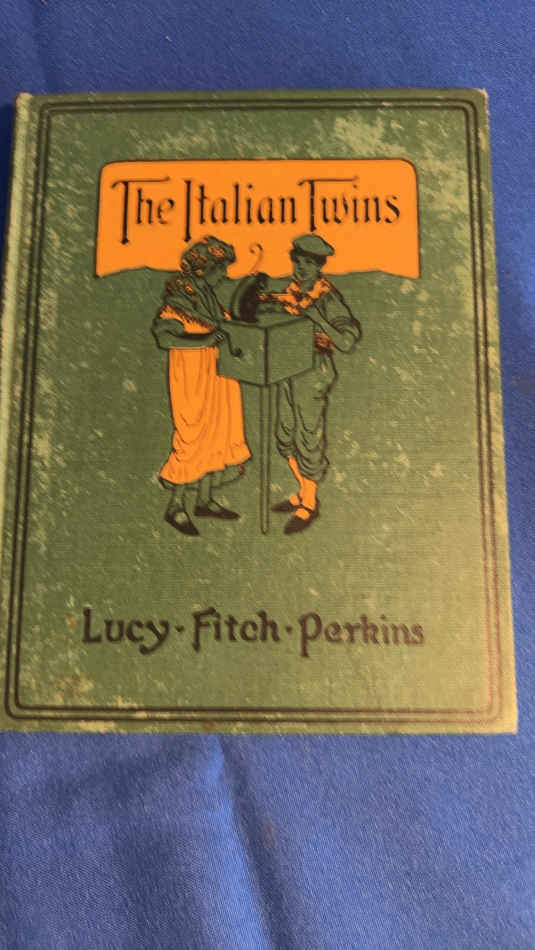 The Italian Twins
Lucy · Fitch · Perkins